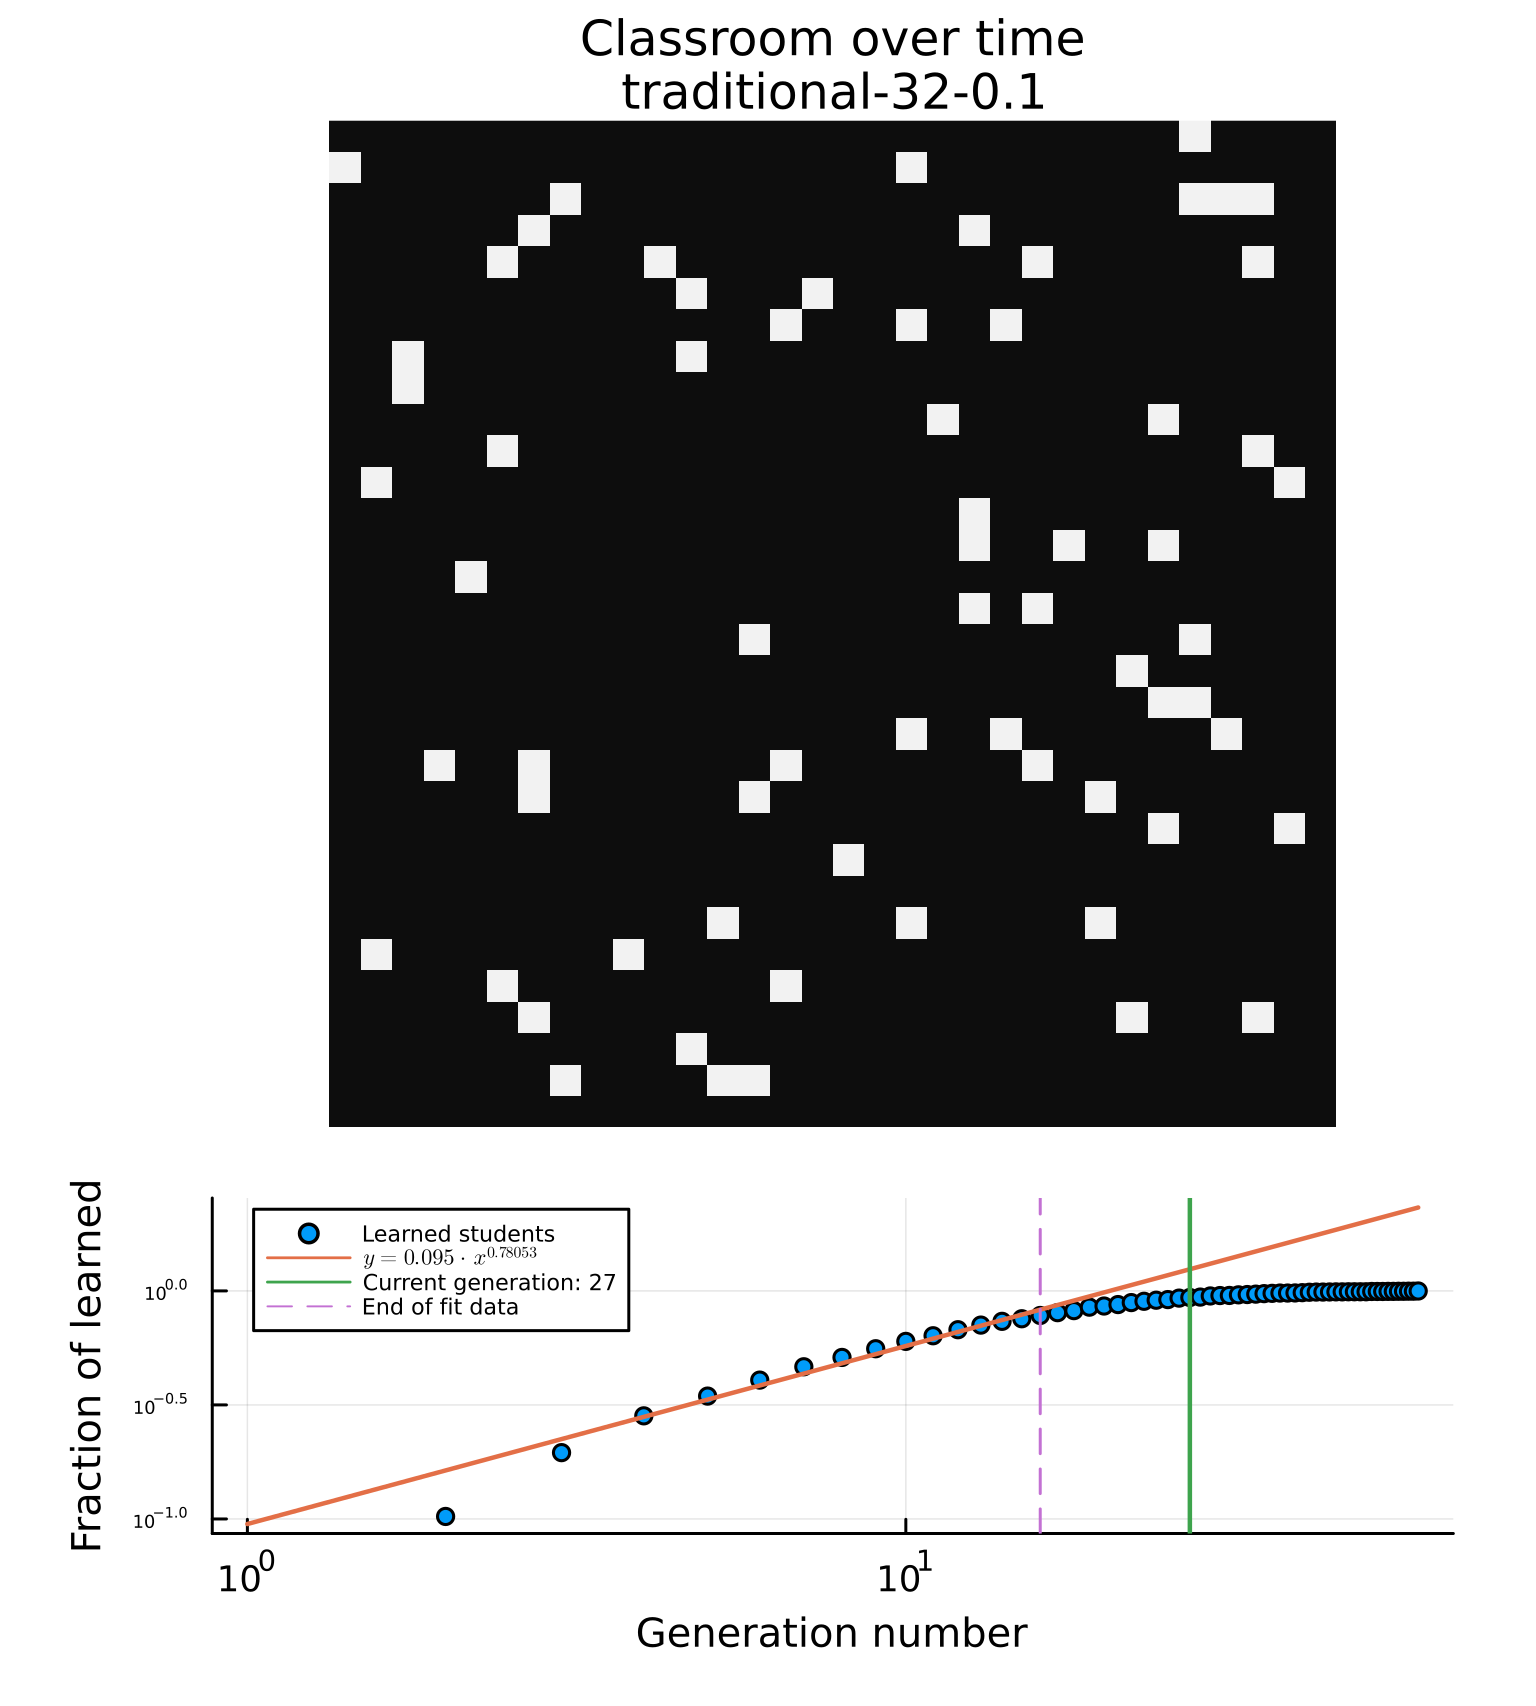 Classroom over time
traditional-32-0.1
Fraction of learned
Learned students
y = 0.095 · x^0.78053
Current generation: 27
End of fit data
10^0.0
10^−0.5
10^−1.0
10^0
10^1
Generation number